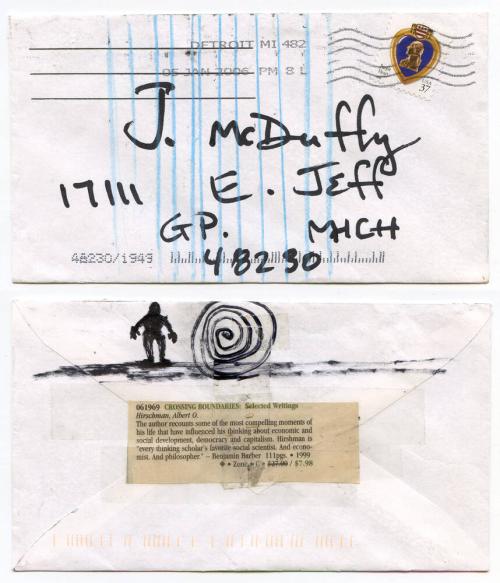 DETROIT MI 482
05 JAN 2006 PM 8 L
USA
37
J. McDuffy
17111 E. Jeff
GP. MICH
48230
48230/1949
061969 CROSSING BOUNDARIES: Selected Writings
Hirschman, Albert O.
The author recounts some of the most compelling moments of
his life that have influenced his thinking about economic and
social development, democracy and capitalism. Hirshman is
"every thinking scholar's favorite social scientist. And econo-
mist. And philosopher." – Benjamin Barber 111pgs. • 1999
• Zone • C • $27.00 / $7.98